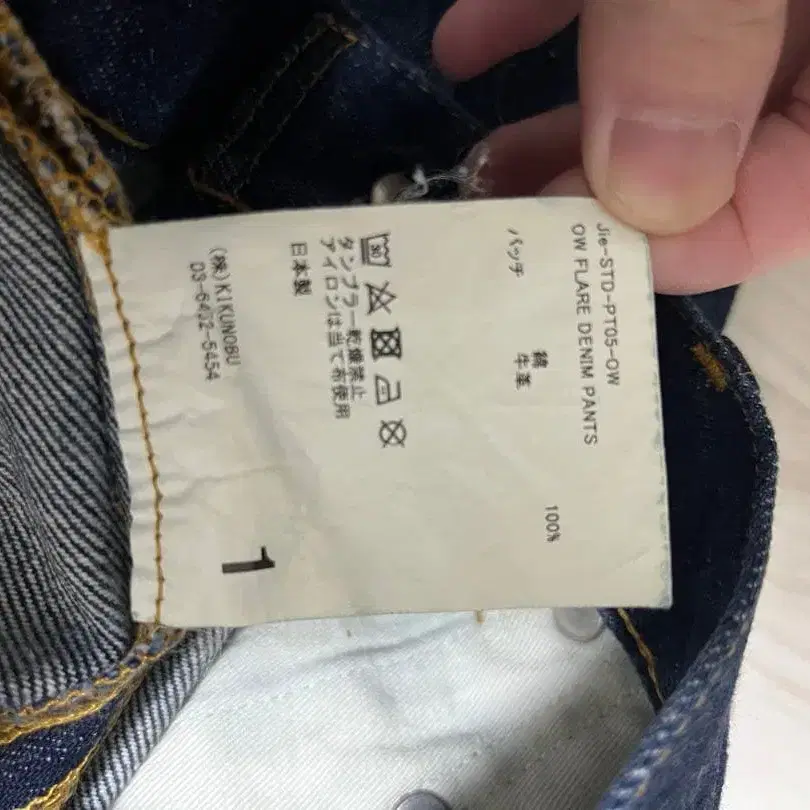 Jie-STD-PT05-OW
OW FLARE DENIM PANTS
綿 100%
パッチ 牛革
30
タンブラー乾燥禁止
アイロンは当て布使用
日本製
(株)KIKUNOBU
03-6422-5454
1